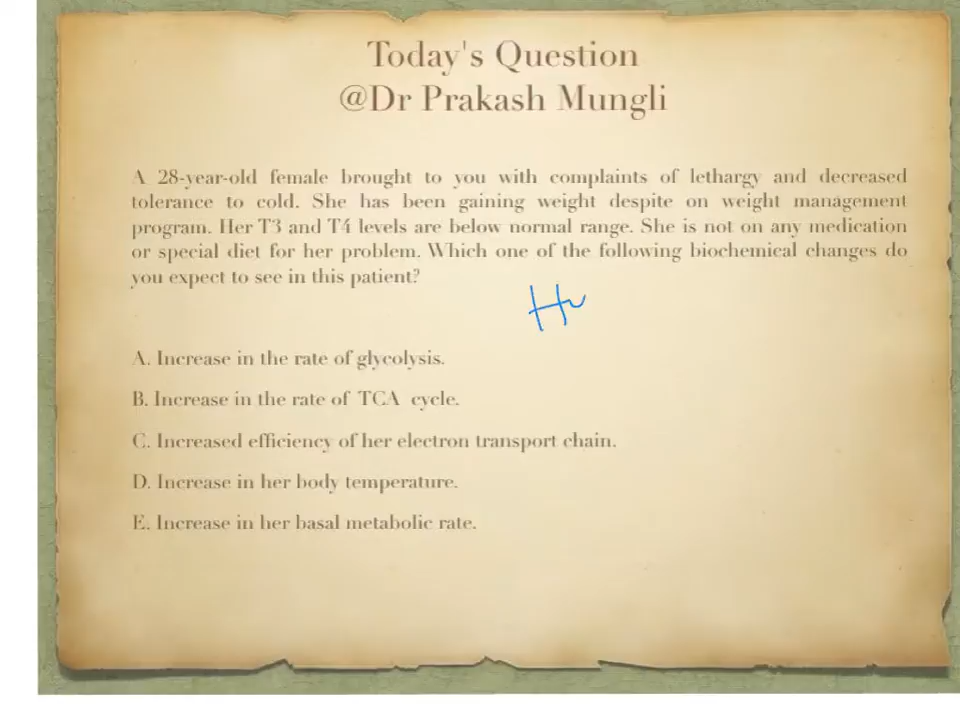 Today's Question
@Dr Prakash Mungli
A 28-year-old female brought to you with complaints of lethargy and decreased
tolerance to cold. She has been gaining weight despite on weight management
program. Her T3 and T4 levels are below normal range. She is not on any medication
or special diet for her problem. Which one of the following biochemical changes do
you expect to see in this patient?
A. Increase in the rate of glycolysis.
B. Increase in the rate of TCA cycle.
C. Increased efficiency of her electron transport chain.
D. Increase in her body temperature.
E. Increase in her basal metabolic rate.